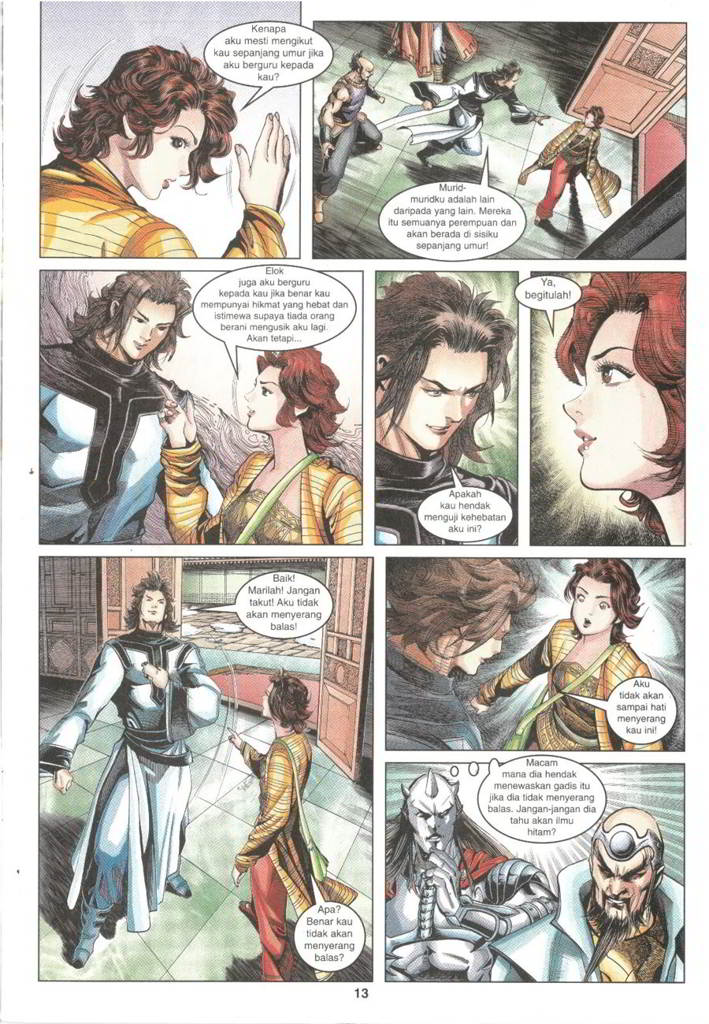 Kenapa
aku mesti mengikut
kau sepanjang umur jika
aku berguru kepada
kau?
Murid-
muridku adalah lain
daripada yang lain. Mereka
itu semuanya perempuan dan
akan berada di sisiku
sepanjang umur!
Elok
juga aku berguru
kepada kau jika benar kau
mempunyai hikmat yang hebat dan
istimewa supaya tiada orang
berani mengusik aku lagi.
Akan tetapi...
Apakah
kau hendak
menguji kehebatan
aku ini?
Ya,
begitulah!
Baik!
Marilah! Jangan
takut! Aku tidak
akan menyerang
balas!
Apa?
Benar kau
tidak akan
menyerang
balas?
Aku
tidak akan
sampai hati
menyerang
kau ini!
Macam
mana dia hendak
menewaskan gadis itu
jika dia tidak menyerang
balas. Jangan-jangan dia
tahu akan ilmu
hitam?
13